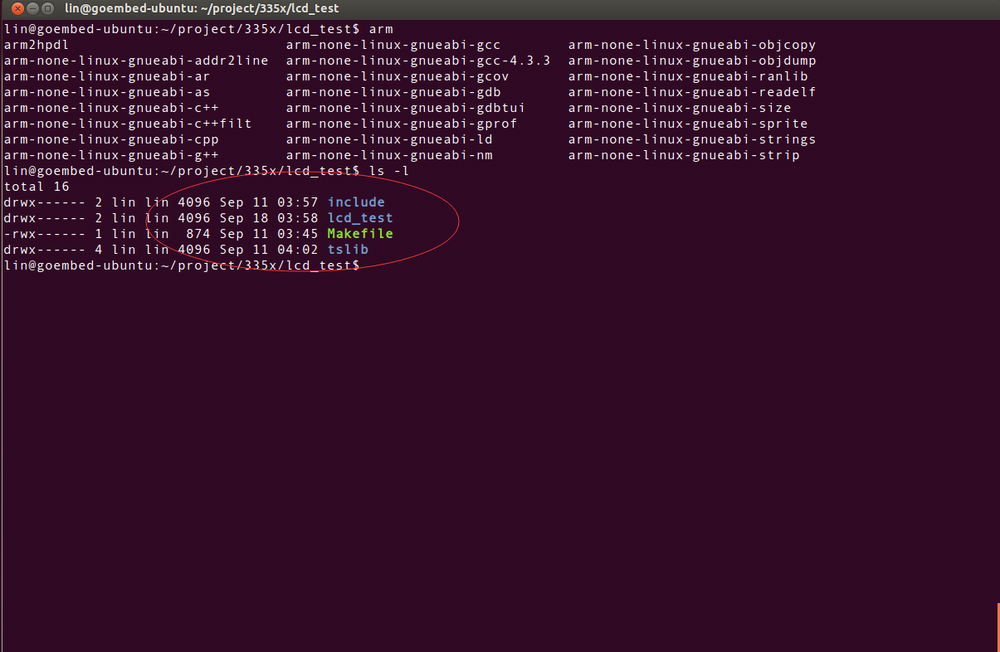 lin@goembed-ubuntu: ~/project/335x/lcd_test
lin@goembed-ubuntu:~/project/335x/lcd_test$ arm
arm2hpdl arm-none-linux-gnueabi-gcc arm-none-linux-gnueabi-objcopy
arm-none-linux-gnueabi-addr2line arm-none-linux-gnueabi-gcc-4.3.3 arm-none-linux-gnueabi-objdump
arm-none-linux-gnueabi-ar arm-none-linux-gnueabi-gcov arm-none-linux-gnueabi-ranlib
arm-none-linux-gnueabi-as arm-none-linux-gnueabi-gdb arm-none-linux-gnueabi-readelf
arm-none-linux-gnueabi-c++ arm-none-linux-gnueabi-gdbtui arm-none-linux-gnueabi-size
arm-none-linux-gnueabi-c++filt arm-none-linux-gnueabi-gprof arm-none-linux-gnueabi-sprite
arm-none-linux-gnueabi-cpp arm-none-linux-gnueabi-ld arm-none-linux-gnueabi-strings
arm-none-linux-gnueabi-g++ arm-none-linux-gnueabi-nm arm-none-linux-gnueabi-strip
lin@goembed-ubuntu:~/project/335x/lcd_test$ ls -l
total 16
drwx------ 2 lin lin 4096 Sep 11 03:57 include
drwx------ 2 lin lin 4096 Sep 18 03:58 lcd_test
-rwx------ 1 lin lin  874 Sep 11 03:45 Makefile
drwx------ 4 lin lin 4096 Sep 11 04:02 tslib
lin@goembed-ubuntu:~/project/335x/lcd_test$